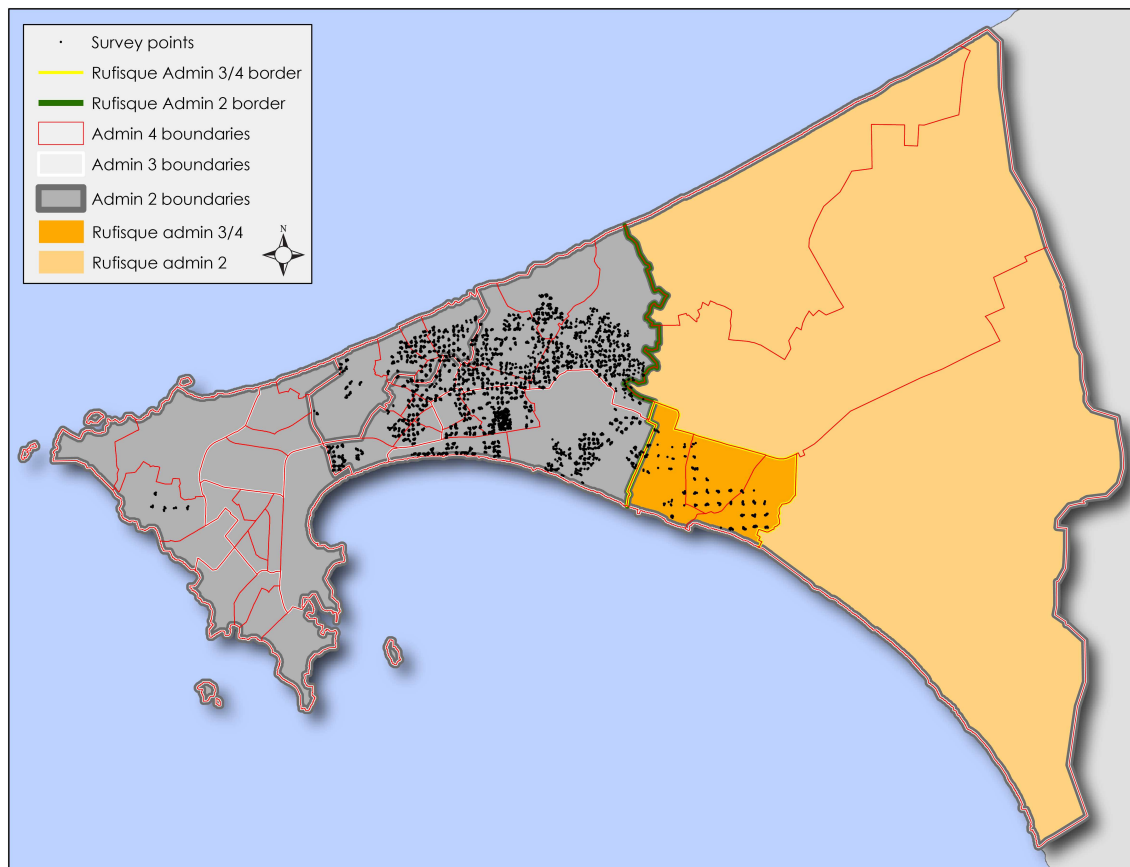 Survey points
Rufisque Admin 3/4 border
Rufisque Admin 2 border
Admin 4 boundaries
Admin 3 boundaries
Admin 2 boundaries
Rufisque admin 3/4
Rufisque admin 2
N